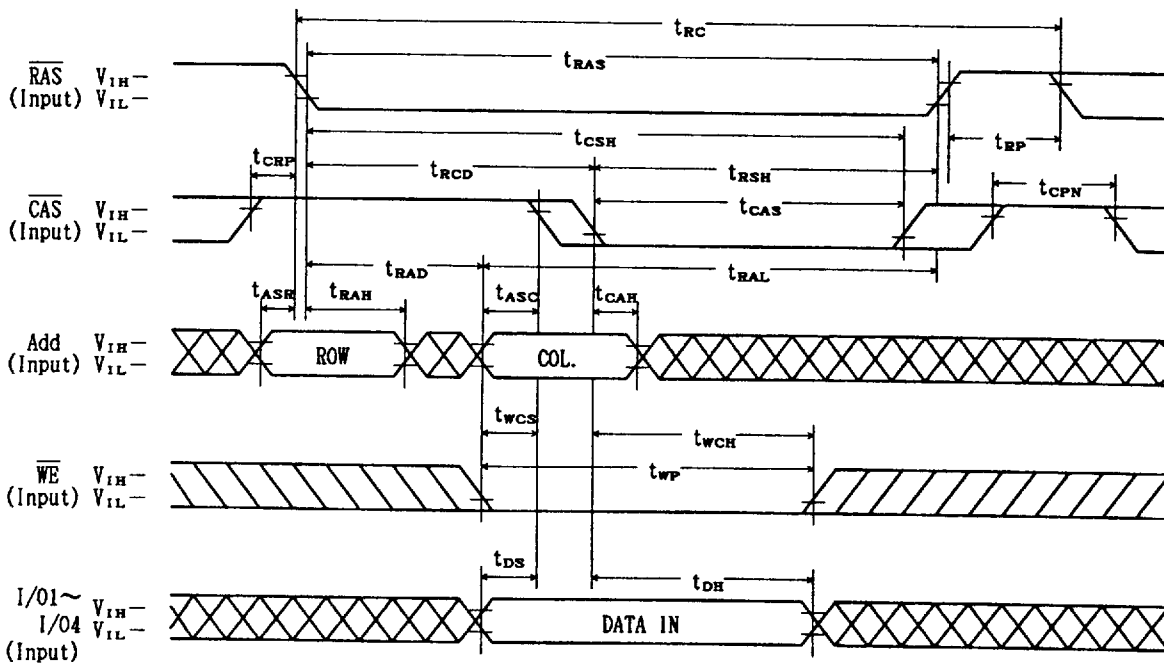 tRC
tRAS
RAS VIH—
(Input) VIL—
tCSH
tRP
tCRP
tRCD
tRSH
tCPN
tCAS
CAS VIH—
(Input) VIL—
tRAD
tRAL
tASR
tRAH
tASC
tCAH
Add VIH—
(Input) VIL—
ROW
COL.
tWCS
tWCH
tWP
WE VIH—
(Input) VIL—
tDS
tDH
I/01~ VIH—
I/04 VIL—
(Input)
DATA IN